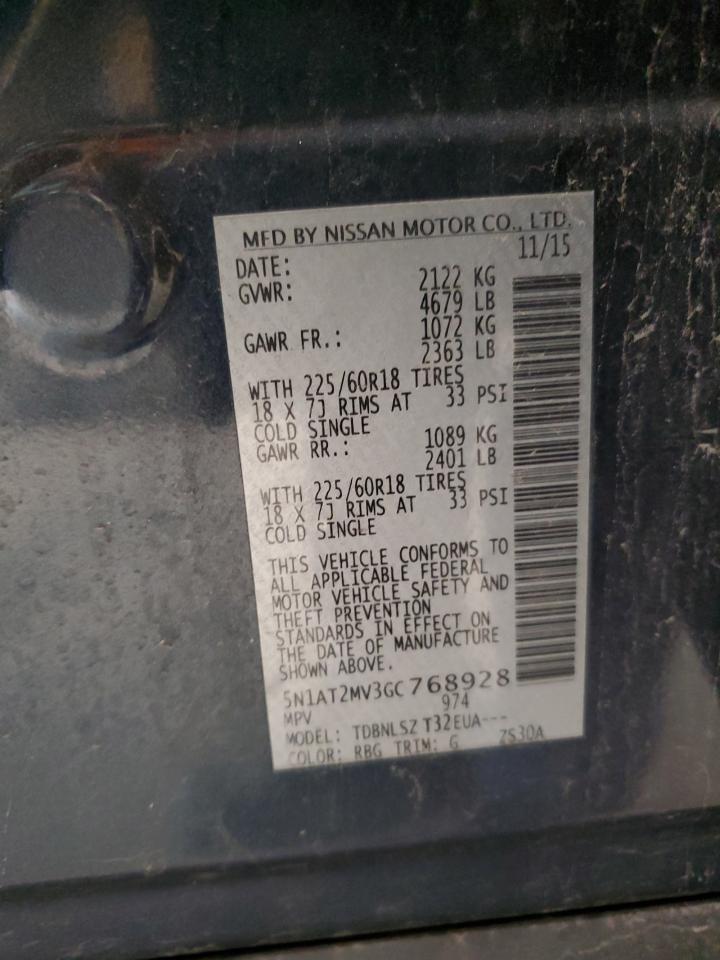 MFD BY NISSAN MOTOR CO., LTD.
DATE: 11/15
GVWR: 2122 KG
4679 LB
GAWR FR.: 1072 KG
2363 LB
WITH 225/60R18 TIRES
18 X 7J RIMS AT 33 PSI
COLD SINGLE
GAWR RR.: 1089 KG
2401 LB
WITH 225/60R18 TIRES
18 X 7J RIMS AT 33 PSI
COLD SINGLE
THIS VEHICLE CONFORMS TO
ALL APPLICABLE FEDERAL
MOTOR VEHICLE SAFETY AND
THEFT PREVENTION
STANDARDS IN EFFECT ON
THE DATE OF MANUFACTURE
SHOWN ABOVE.
5N1AT2MV3GC768928
MPV 974
MODEL: TDBNLSZ T32EUA---
COLOR: RBG TRIM: G ZS30A